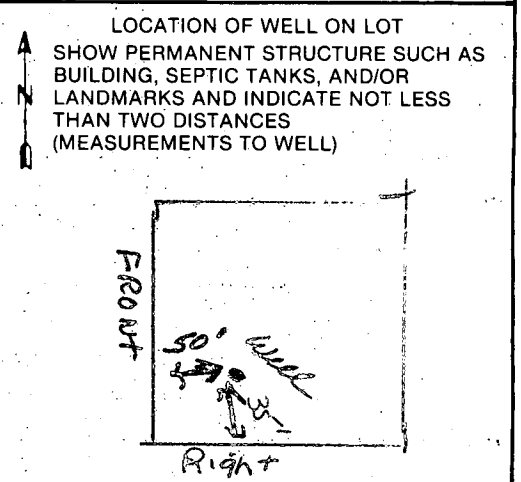 LOCATION OF WELL ON LOT
SHOW PERMANENT STRUCTURE SUCH AS
BUILDING, SEPTIC TANKS, AND/OR
N LANDMARKS AND INDICATE NOT LESS
THAN TWO DISTANCES
(MEASUREMENTS TO WELL)
FRONT
50'
Well
35'
Right